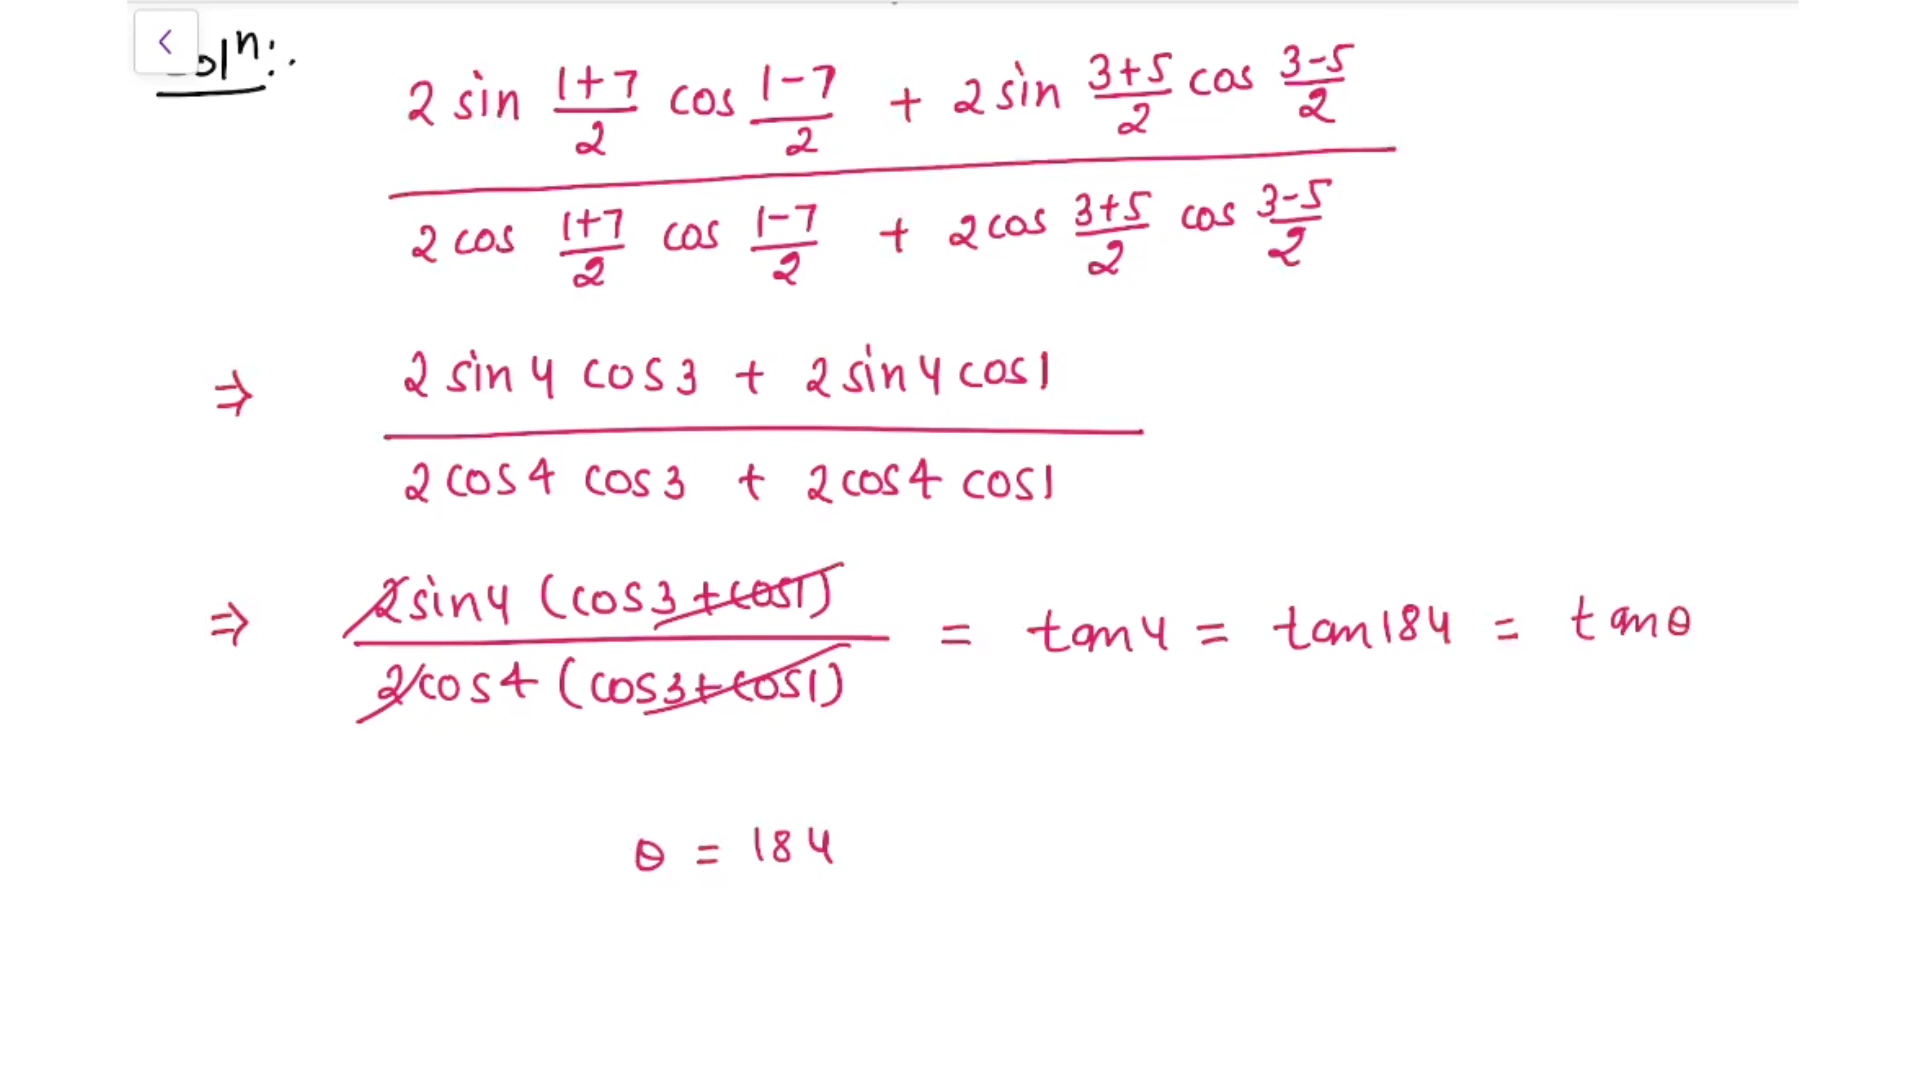 olⁿ:.
2 sin (1+7)/2 cos (1-7)/2 + 2 sin (3+5)/2 cos (3-5)/2
2 cos (1+7)/2 cos (1-7)/2 + 2 cos (3+5)/2 cos (3-5)/2
⇒ 2 sin 4 cos 3 + 2 sin 4 cos 1
2 cos 4 cos 3 + 2 cos 4 cos 1
⇒ 2 sin 4 (cos 3 + cos 1) / 2 cos 4 (cos 3 + cos 1) = tan 4 = tan 184 = tan θ
θ = 184